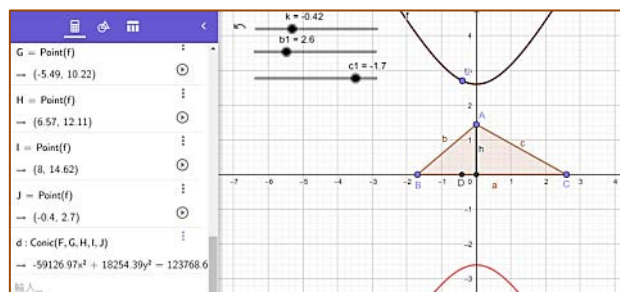 G = Point(f)
→ (-5.49, 10.22)
H = Point(f)
→ (6.57, 12.11)
I = Point(f)
→ (8, 14.62)
J = Point(f)
→ (-0.4, 2.7)
d : Conic(F, G, H, I, J)
→ -59126.97x² + 18254.39y² = 123768.6
輸入...
k = -0.42
b1 = 2.6
c1 = -1.7
f
4
2
A
b
c
1
h
B
D
a
C
-7 -6 -5 -4 -3 -2 -1 0 1 2 3 4
-2
-3